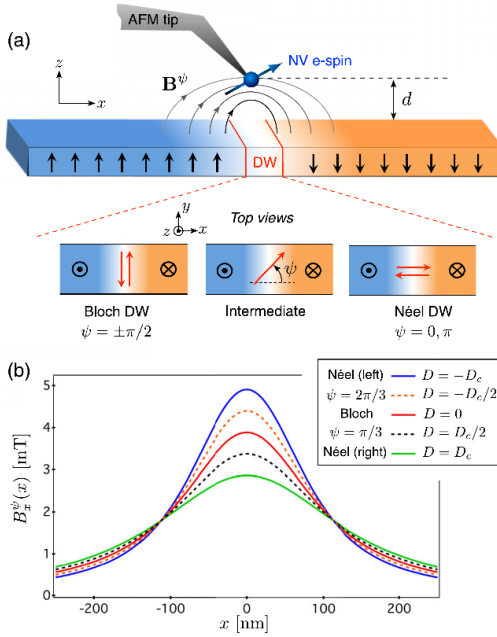 (a)
AFM tip
NV e-spin
B^ψ
z
x
d
DW
y
z x
Top views
ψ
Bloch DW
ψ = ±π/2
Intermediate
Néel DW
ψ = 0, π
(b)
Néel (left) D = −D_c
ψ = 2π/3 D = −D_c/2
Bloch D = 0
ψ = π/3 D = D_c/2
Néel (right) D = D_c
B_x^ψ(x) [mT]
5
4
3
2
1
0
-200 -100 0 100 200
x [nm]